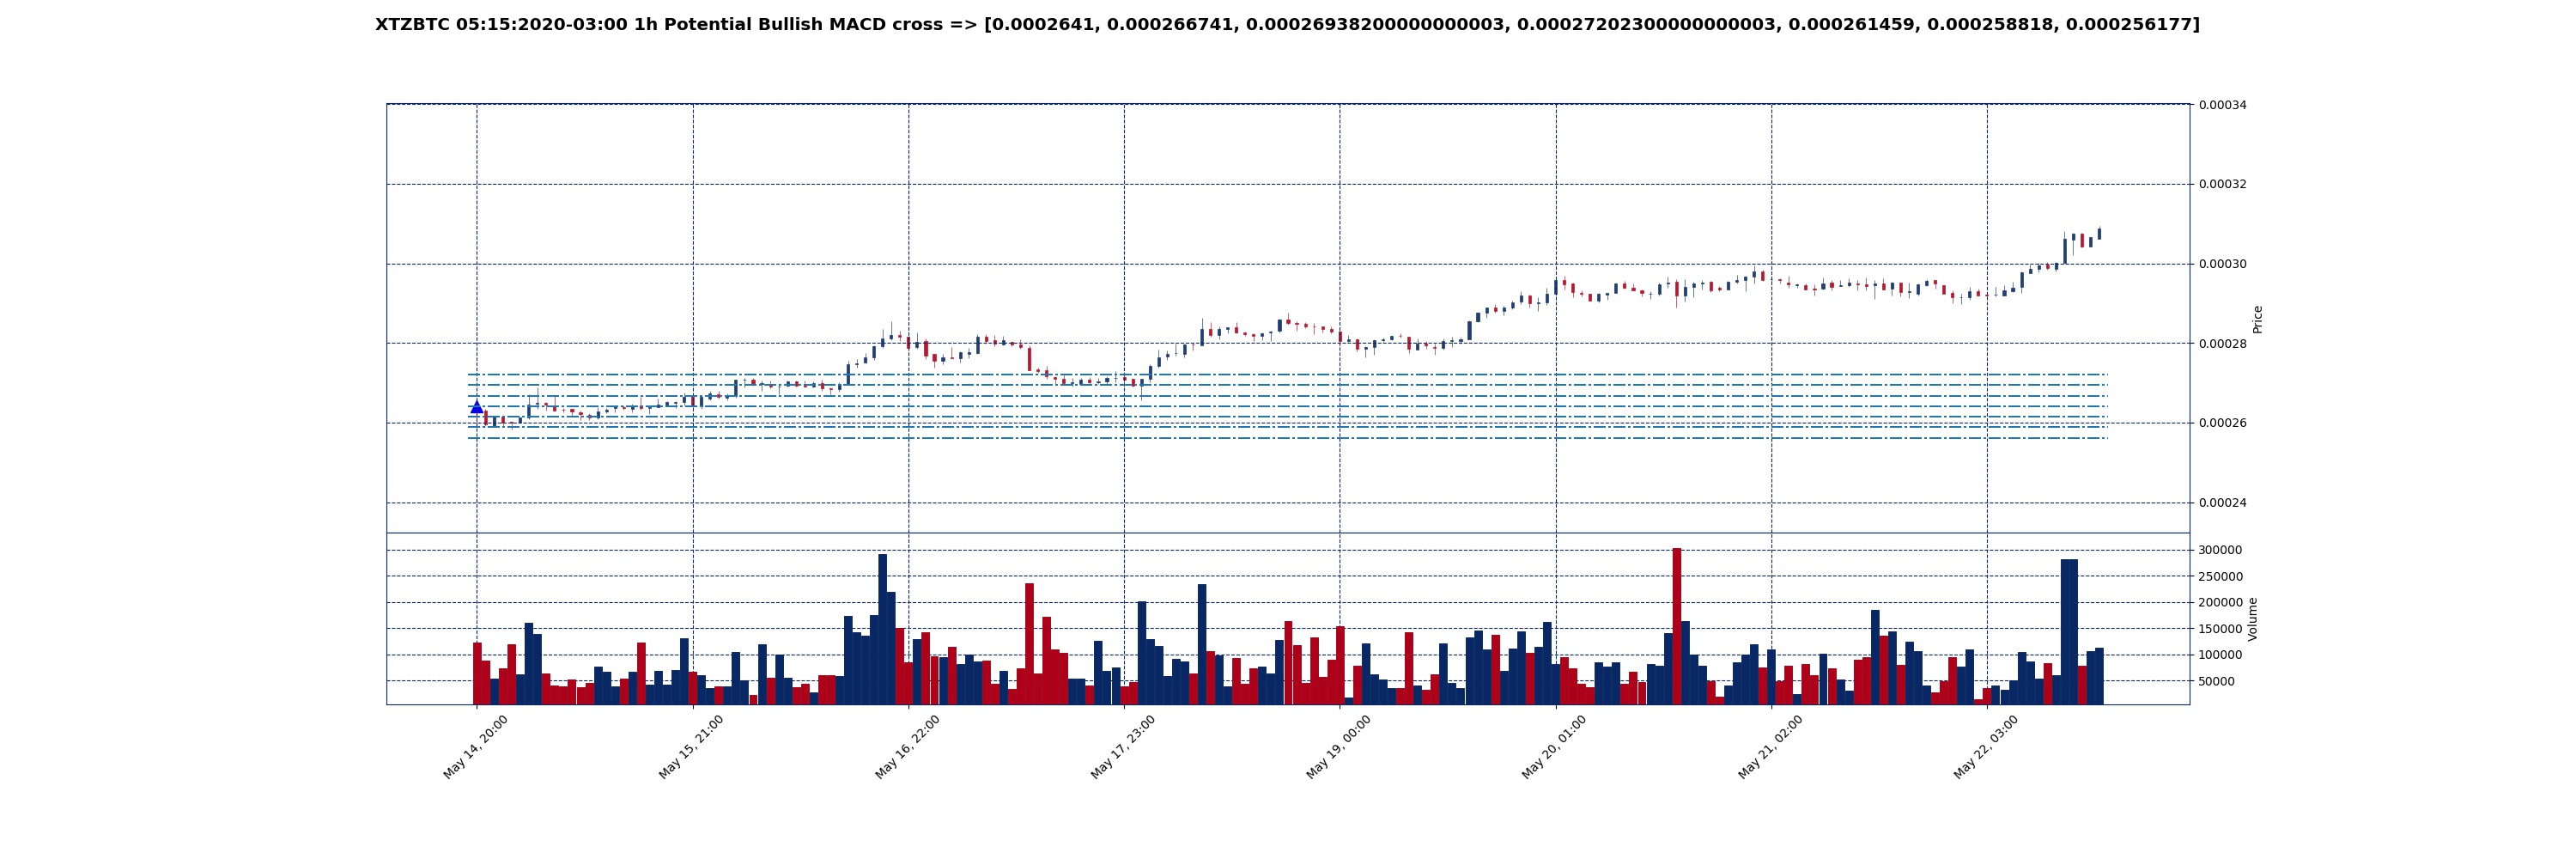 XTZBTC 05:15:2020-03:00 1h Potential Bullish MACD cross => [0.0002641, 0.000266741, 0.00026938200000000003, 0.00027202300000000003, 0.000261459, 0.000258818, 0.000256177]
0.00034
0.00032
0.00030
0.00028
0.00026
0.00024
Price
300000
250000
200000
150000
100000
50000
Volume
May 14, 20:00
May 15, 21:00
May 16, 22:00
May 17, 23:00
May 19, 00:00
May 20, 01:00
May 21, 02:00
May 22, 03:00